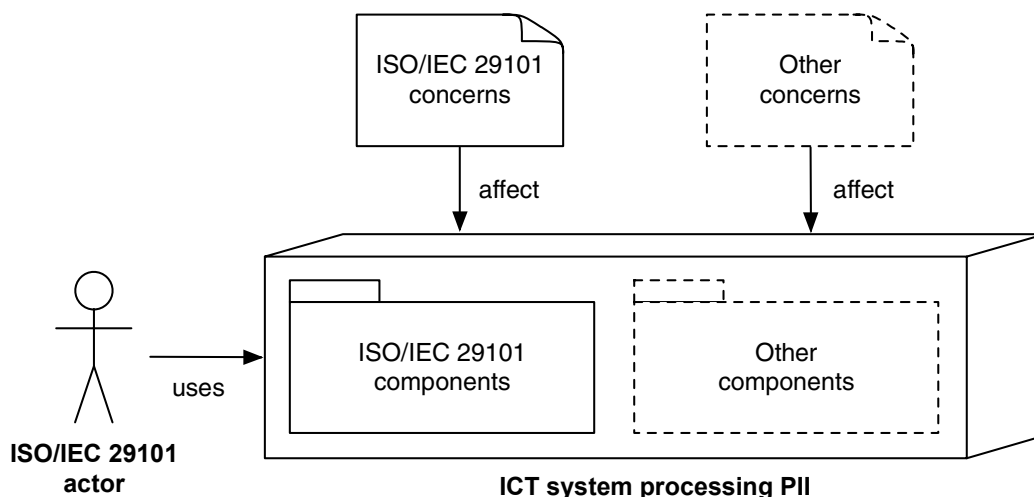 ISO/IEC 29101
concerns
Other
concerns
affect
affect
ISO/IEC 29101
components
Other
components
uses
ISO/IEC 29101
actor
ICT system processing PII